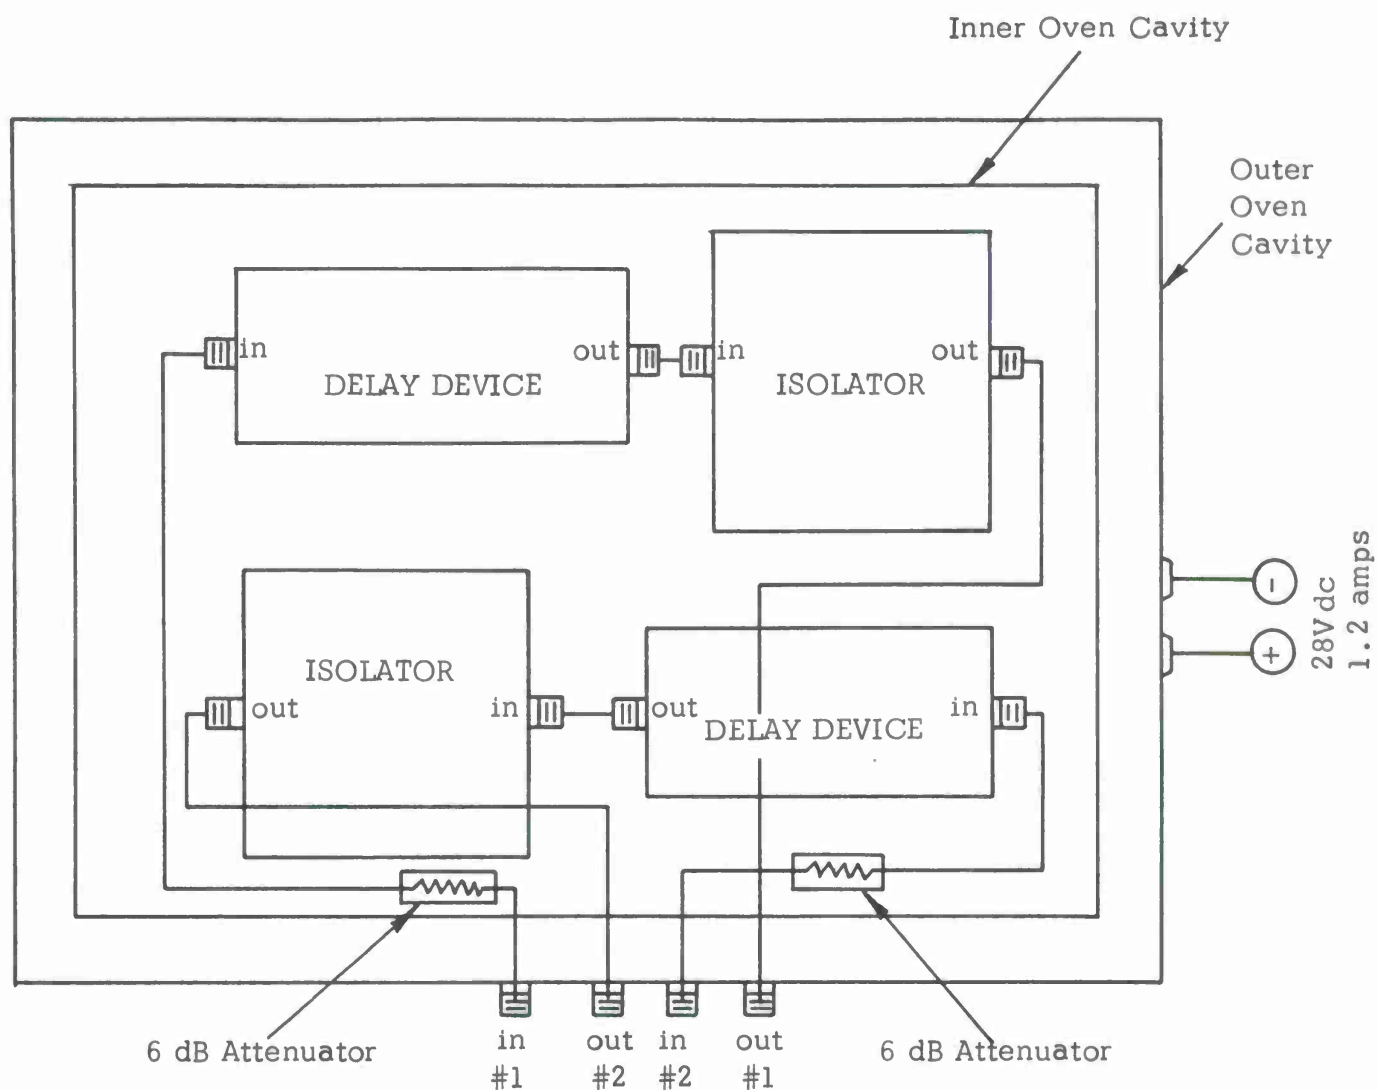 Inner Oven Cavity
Outer
Oven
Cavity
in
out
DELAY DEVICE
in
out
ISOLATOR
28V dc
1.2 amps
-
+
ISOLATOR
out
in
out
in
DELAY DEVICE
6 dB Attenuator
in
#1
out
#2
in
#2
out
#1
6 dB Attenuator